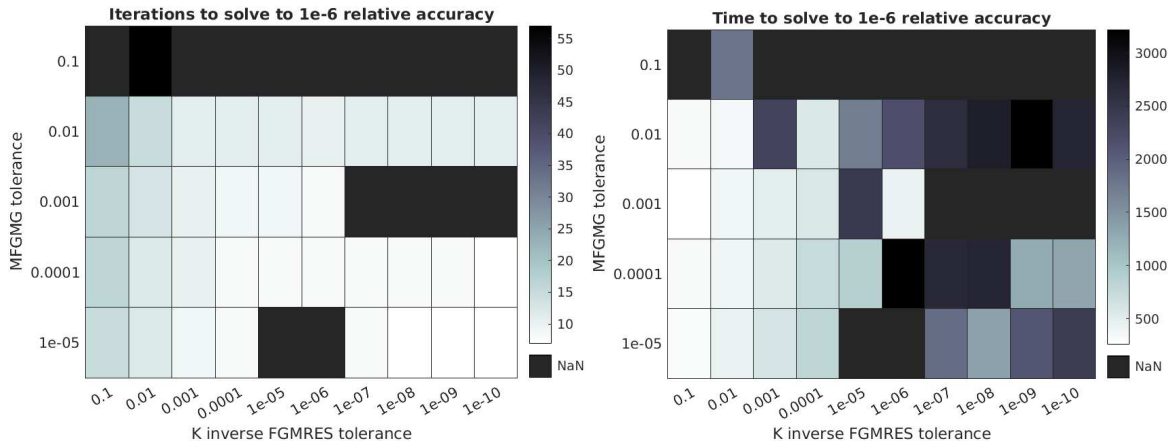 Iterations to solve to 1e-6 relative accuracy
MFGMG tolerance
0.1
0.01
0.001
0.0001
1e-05
0.1 0.01 0.001 0.0001 1e-05 1e-06 1e-07 1e-08 1e-09 1e-10
K inverse FGMRES tolerance
55
50
45
40
35
30
25
20
15
10
NaN
Time to solve to 1e-6 relative accuracy
MFGMG tolerance
0.1
0.01
0.001
0.0001
1e-05
0.1 0.01 0.001 0.0001 1e-05 1e-06 1e-07 1e-08 1e-09 1e-10
K inverse FGMRES tolerance
3000
2500
2000
1500
1000
500
NaN